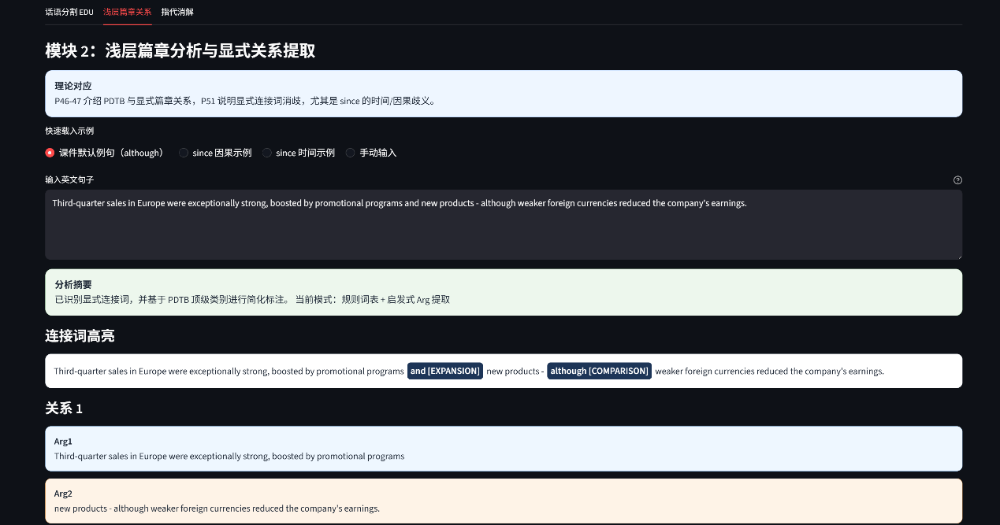 话语分割 EDU 浅层篇章关系 指代消解
模块 2：浅层篇章分析与显式关系提取
理论对应
P46-47 介绍 PDTB 与显式篇章关系，P51 说明显式连接词消歧，尤其是 since 的时间/因果歧义。
快速载入示例
课件默认例句（although） since 因果示例 since 时间示例 手动输入
输入英文句子
Third-quarter sales in Europe were exceptionally strong, boosted by promotional programs and new products - although weaker foreign currencies reduced the company's earnings.
分析摘要
已识别显式连接词，并基于 PDTB 顶级类别进行简化标注。 当前模式：规则词表 + 启发式 Arg 提取
连接词高亮
Third-quarter sales in Europe were exceptionally strong, boosted by promotional programs and [EXPANSION] new products - although [COMPARISON] weaker foreign currencies reduced the company's earnings.
关系 1
Arg1
Third-quarter sales in Europe were exceptionally strong, boosted by promotional programs
Arg2
new products - although weaker foreign currencies reduced the company's earnings.